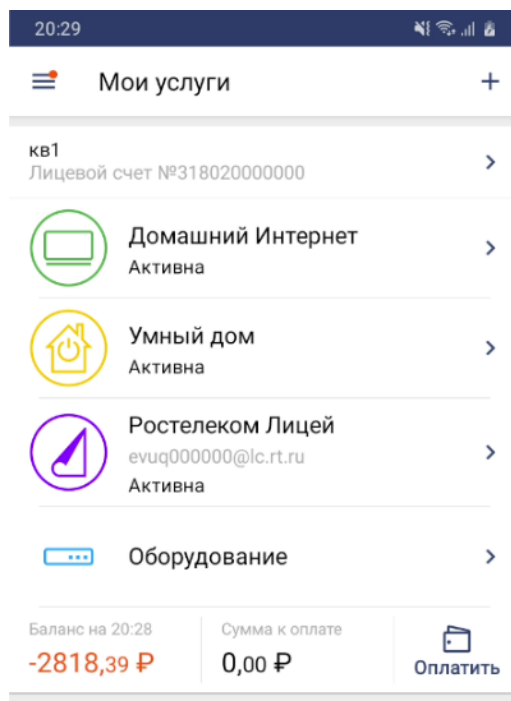 20:29
Мои услуги
кв1
Лицевой счет №318020000000
Домашний Интернет
Активна
Умный дом
Активна
Ростелеком Лицей
evuq000000@lc.rt.ru
Активна
Оборудование
Баланс на 20:28
Сумма к оплате
-2818,39 ₽
0,00 ₽
Оплатить